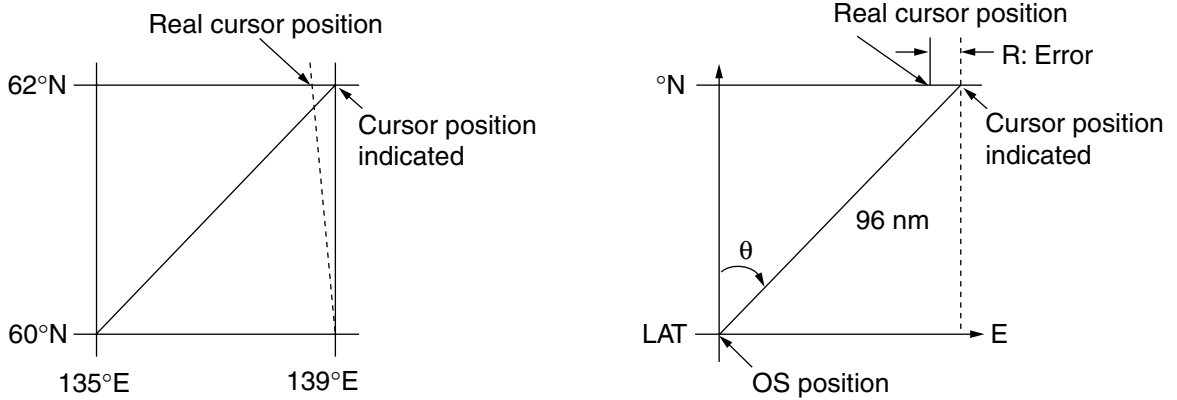 Real cursor position
62°N
Cursor position
indicated
60°N
135°E
139°E
Real cursor position
R: Error
°N
Cursor position
indicated
96 nm
θ
LAT
E
OS position